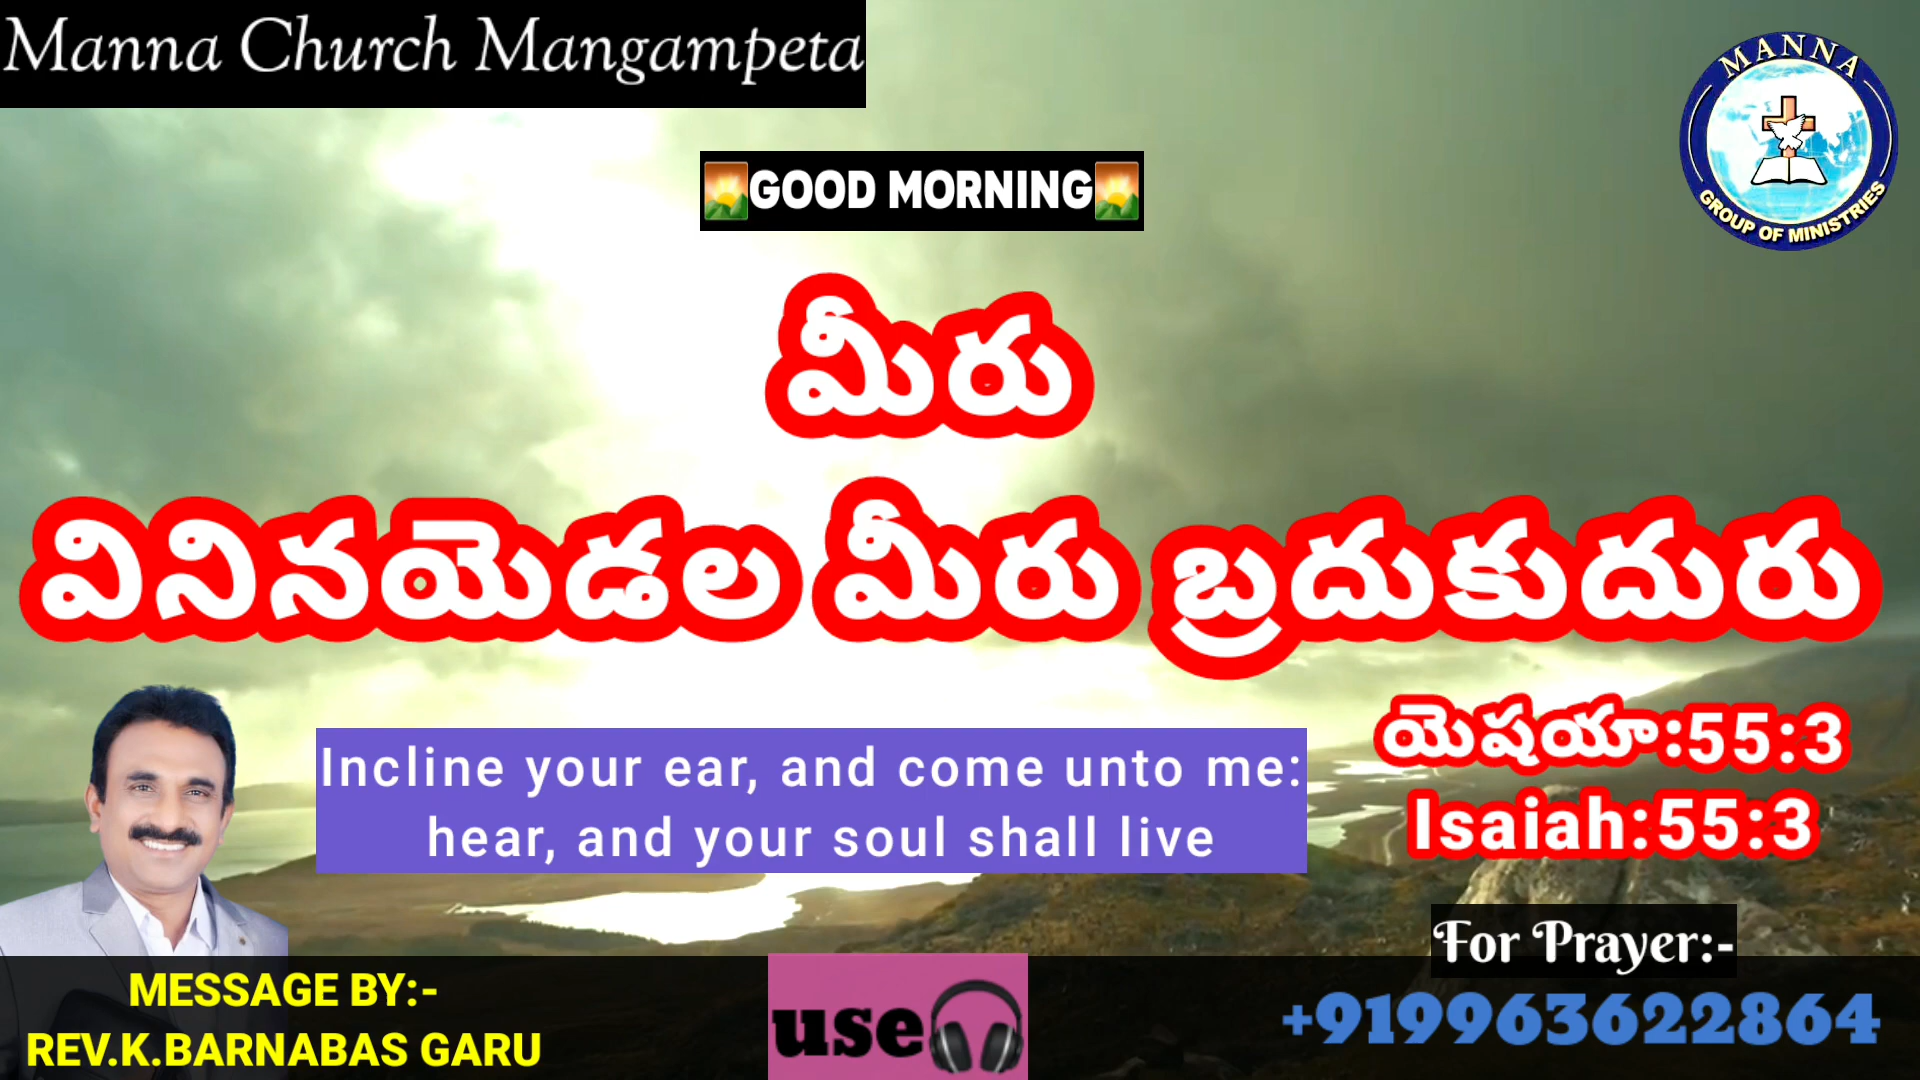 Manna Church Mangampeta
MANNA
GROUP OF MINISTRIES
GOOD MORNING
మీరు
వినినయెడల మీరు బ్రదుకుదురు
యెషయా:55:3
Isaiah:55:3
Incline your ear, and come unto me:
hear, and your soul shall live
For Prayer:-
+919963622864
MESSAGE BY:-
REV.K.BARNABAS GARU
use